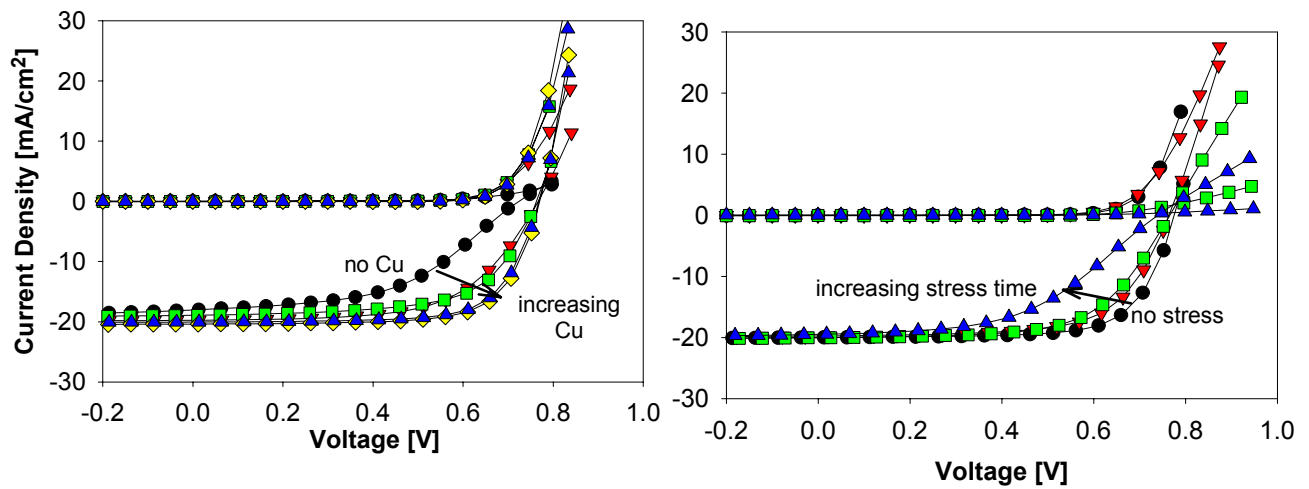 30
20
10
0
-10
-20
-30
Current Density [mA/cm2]
no Cu
increasing
Cu
-0.2 0.0 0.2 0.4 0.6 0.8 1.0
Voltage [V]
30
20
10
0
-10
-20
-30
increasing stress time
no stress
-0.2 0.0 0.2 0.4 0.6 0.8 1.0
Voltage [V]